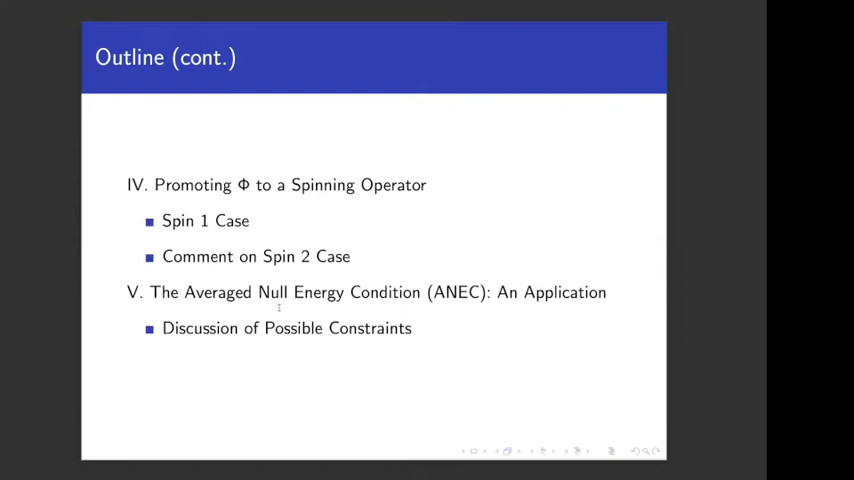 Outline (cont.)
IV. Promoting Φ to a Spinning Operator
Spin 1 Case
Comment on Spin 2 Case
V. The Averaged Null Energy Condition (ANEC): An Application
Discussion of Possible Constraints